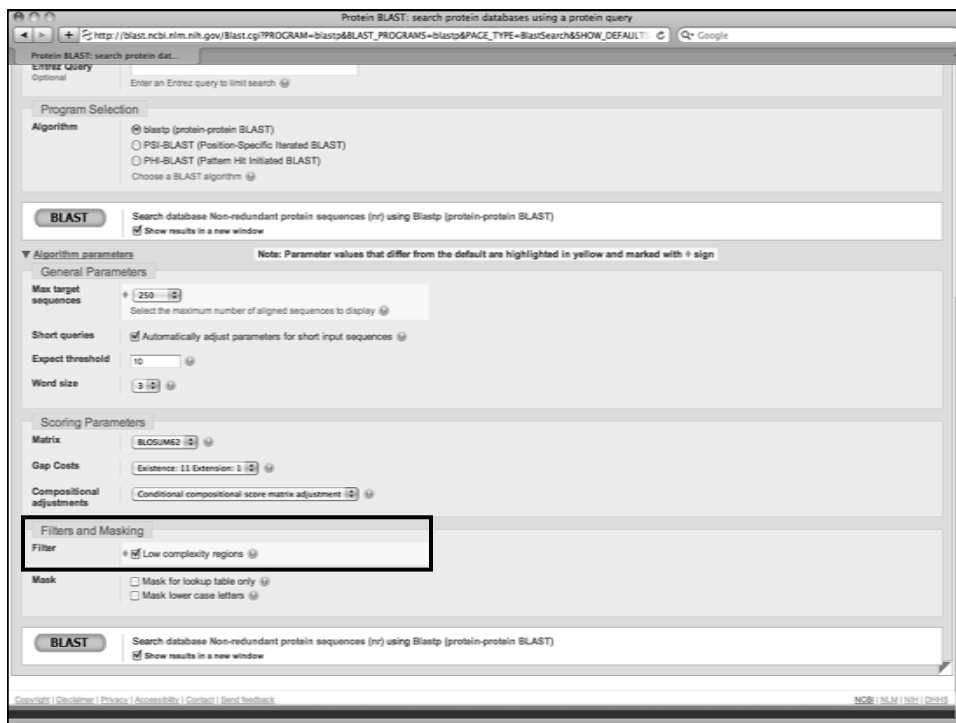 Protein BLAST: search protein databases using a protein query
http://blast.ncbi.nlm.nih.gov/Blast.cgi?PROGRAM=blastp&BLAST_PROGRAMS=blastp&PAGE_TYPE=BlastSearch&SHOW_DEFAULTS Google
Protein BLAST: search protein dat...
Entrez Query
Optional
Enter an Entrez query to limit search
Program Selection
Algorithm
blastp (protein-protein BLAST)
PSI-BLAST (Position-Specific Iterated BLAST)
PHI-BLAST (Pattern Hit Initiated BLAST)
Choose a BLAST algorithm
BLAST
Search database Non-redundant protein sequences (nr) using Blastp (protein-protein BLAST)
Show results in a new window
Algorithm parameters
Note: Parameter values that differ from the default are highlighted in yellow and marked with ♦ sign
General Parameters
Max target sequences
♦ 250
Select the maximum number of aligned sequences to display
Short queries
Automatically adjust parameters for short input sequences
Expect threshold
10
Word size
3
Scoring Parameters
Matrix
BLOSUM62
Gap Costs
Existence: 11 Extension: 1
Compositional adjustments
Conditional compositional score matrix adjustment
Filters and Masking
Filter
♦ Low complexity regions
Mask
Mask for lookup table only
Mask lower case letters
BLAST
Search database Non-redundant protein sequences (nr) using Blastp (protein-protein BLAST)
Show results in a new window
Copyright | Disclaimer | Privacy | Accessibility | Contact | Send feedback
NCBI | NLM | NIH | DHHS